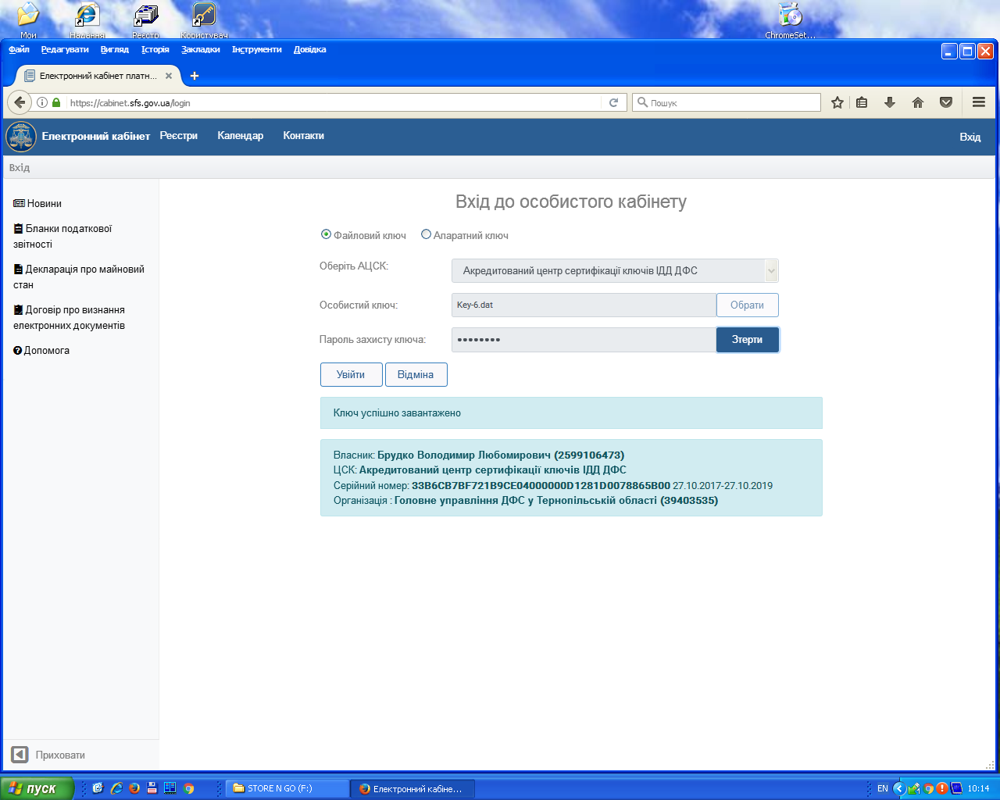 Мои
Надання
Реєстр
Користувач
ChromeSet...
Файл Редагувати Вигляд Історія Закладки Інструменти Довідка
Електронний кабінет платн...
https://cabinet.sfs.gov.ua/login
Пошук
Електронний кабінет Реєстри Календар Контакти Вхід
Вхід
Новини
Бланки податкової
звітності
Декларація про майновий
стан
Договір про визнання
електронних документів
Допомога
Приховати
Вхід до особистого кабінету
Файловий ключ Апаратний ключ
Оберіть АЦСК: Акредитований центр сертифікації ключів ІДД ДФС
Особистий ключ: Key-6.dat Обрати
Пароль захисту ключа: •••••••• Зтерти
Увійти Відміна
Ключ успішно завантажено
Власник: Брудко Володимир Любомирович (2599106473)
ЦСК: Акредитований центр сертифікації ключів ІДД ДФС
Серійний номер: 33B6CB7BF721B9CE04000000D1281D0078865B00 27.10.2017-27.10.2019
Організація : Головне управління ДФС у Тернопільській області (39403535)
пуск
STORE N GO (F:)
Електронний кабіне...
EN
10:14